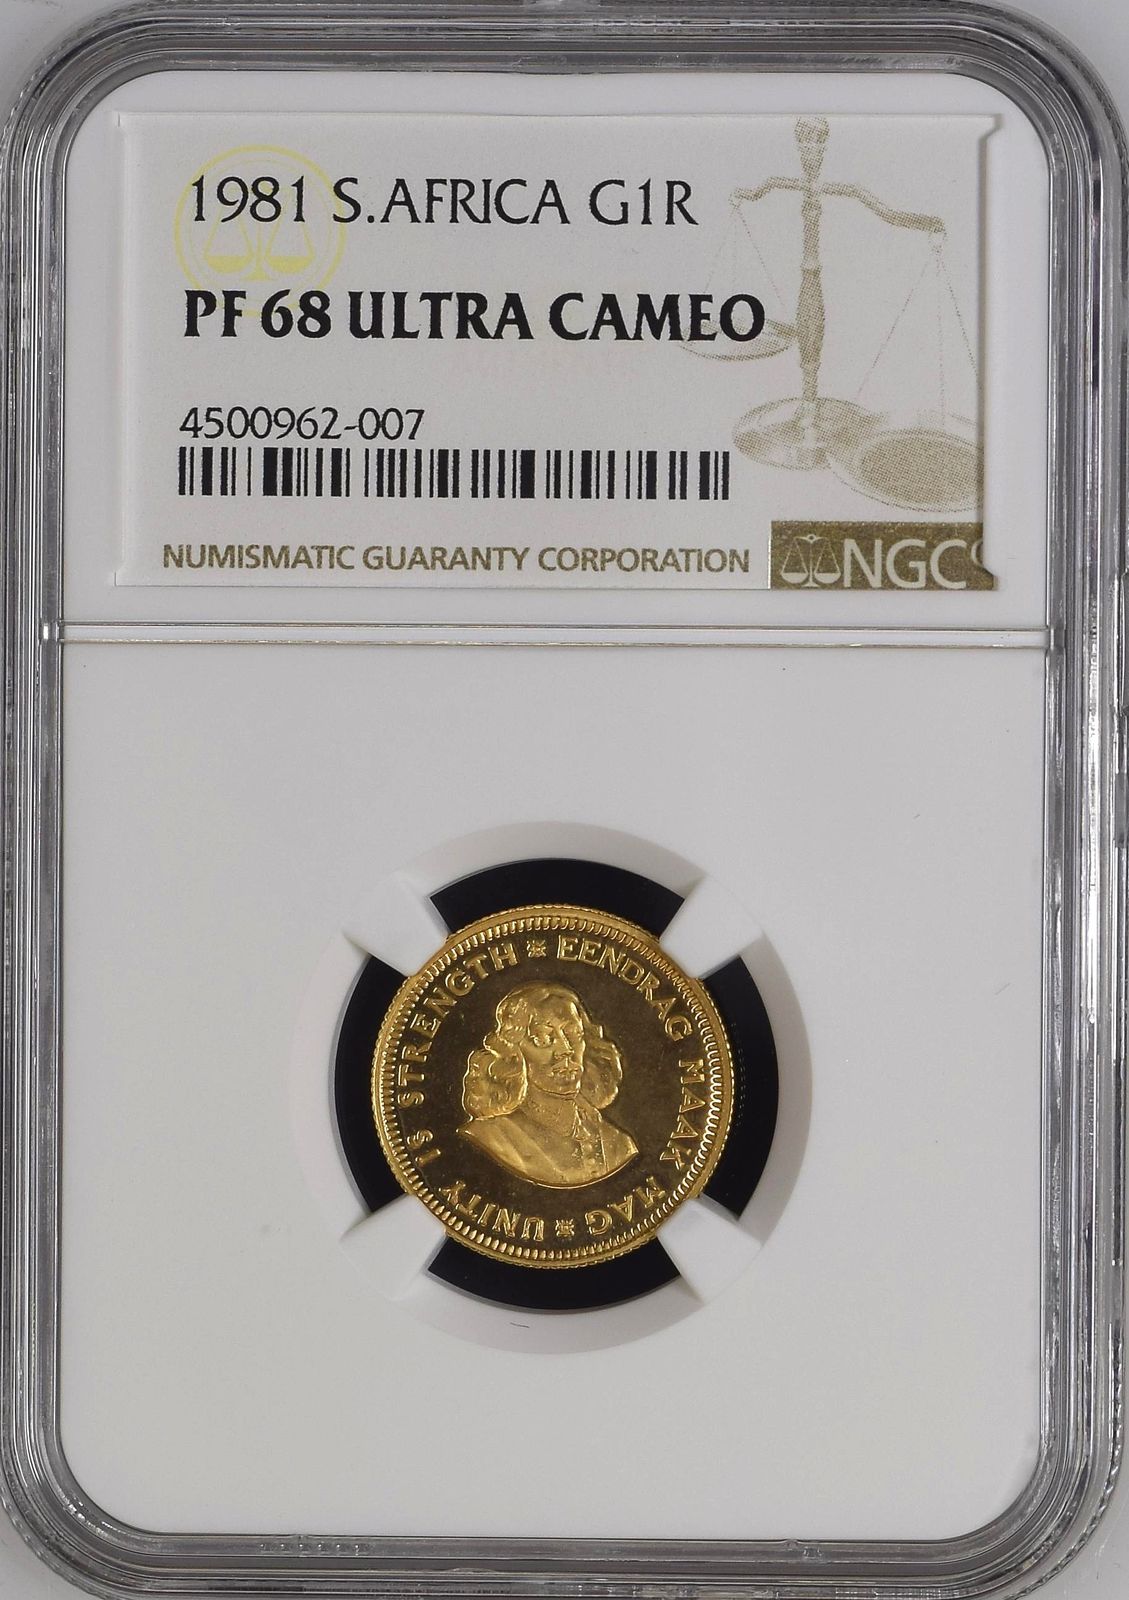 1981 S.AFRICA G1R
PF 68 ULTRA CAMEO
4500962-007
NUMISMATIC GUARANTY CORPORATION
NGC
UNITY IS STRENGTH ⁕ EENDRAG MAAK MAG ⁕